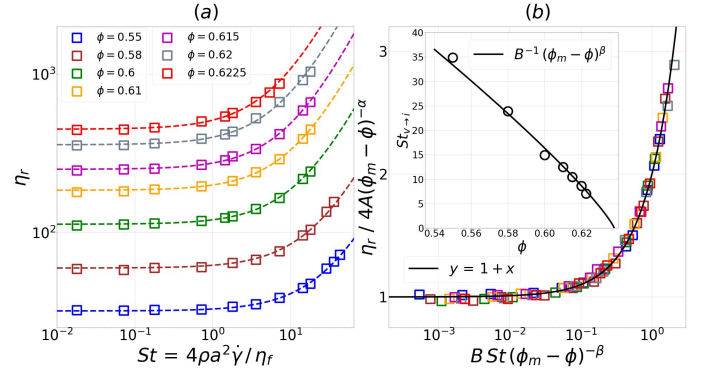 (a)
(b)
ϕ = 0.55
ϕ = 0.58
ϕ = 0.6
ϕ = 0.61
ϕ = 0.615
ϕ = 0.62
ϕ = 0.6225
10³
10²
η_r
10⁻²
10⁻¹
10⁰
10¹
St = 4ρa²γ̇ / η_f
3
2
1
η_r / 4A(ϕ_m − ϕ)^{−α}
40
35
30
25
20
15
10
5
0
St_{v→i}
B⁻¹(ϕ_m − ϕ)^β
0.54
0.56
0.58
0.60
0.62
ϕ
y = 1 + x
10⁻³
10⁻²
10⁻¹
10⁰
B St (ϕ_m − ϕ)^{−β}